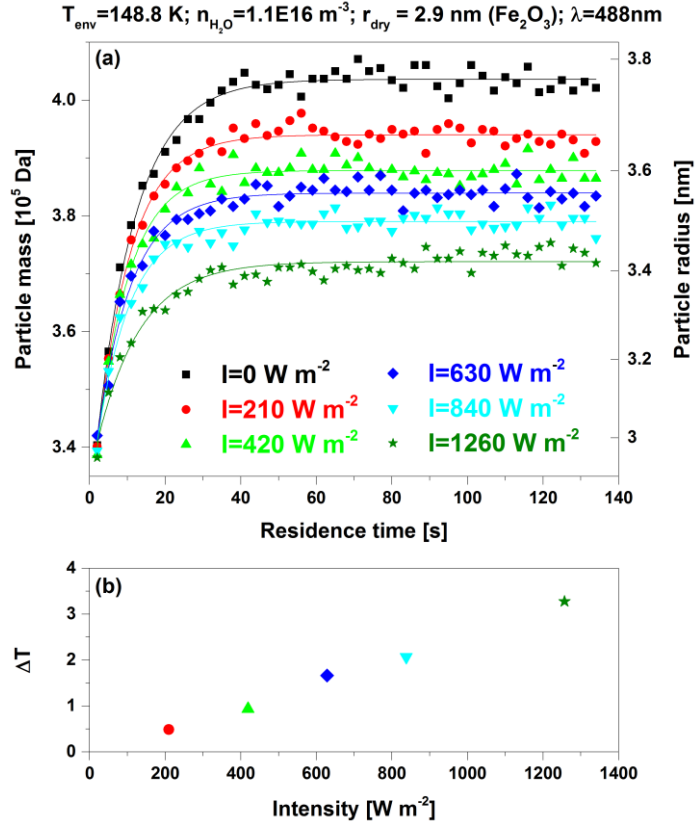 T_env=148.8 K; n_H₂O=1.1E16 m⁻³; r_dry = 2.9 nm (Fe₂O₃); λ=488nm
(a)
4.0
3.8
3.6
3.4
Particle mass [10⁵ Da]
3.8
3.6
3.4
3.2
3
Particle radius [nm]
I=0 W m⁻²
I=210 W m⁻²
I=420 W m⁻²
I=630 W m⁻²
I=840 W m⁻²
I=1260 W m⁻²
0 20 40 60 80 100 120 140
Residence time [s]
(b)
4
3
2
1
0
ΔT
0 200 400 600 800 1000 1200 1400
Intensity [W m⁻²]